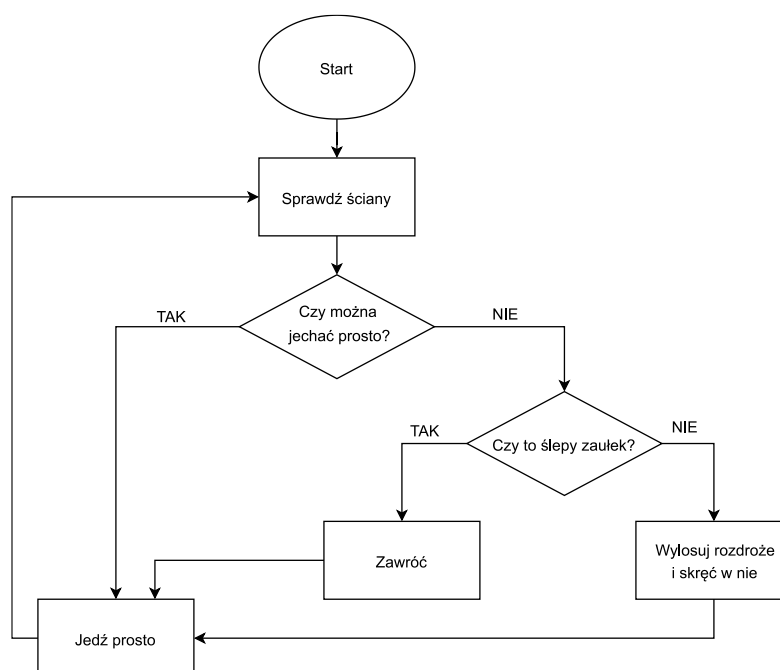 Start
Sprawdź ściany
Czy można
jechać prosto?
TAK
NIE
Czy to ślepy zaułek?
TAK
NIE
Zawróć
Wylosuj rozdroże
i skręć w nie
Jedź prosto